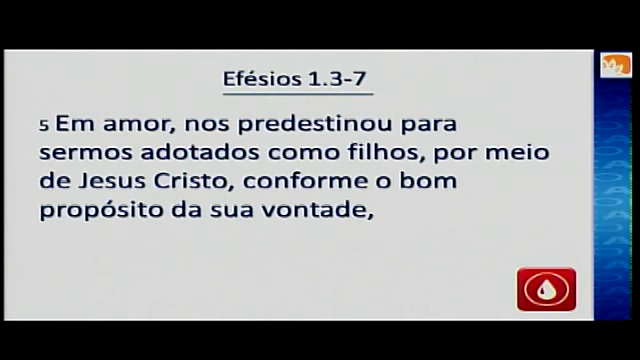 Efésios 1.3-7
5 Em amor, nos predestinou para
sermos adotados como filhos, por meio
de Jesus Cristo, conforme o bom
propósito da sua vontade,